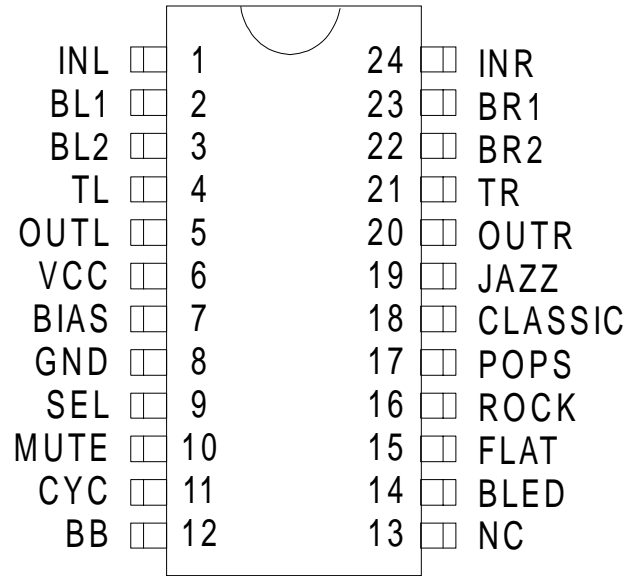 INL 1 24 INR
BL1 2 23 BR1
BL2 3 22 BR2
TL 4 21 TR
OUTL 5 20 OUTR
VCC 6 19 JAZZ
BIAS 7 18 CLASSIC
GND 8 17 POPS
SEL 9 16 ROCK
MUTE 10 15 FLAT
CYC 11 14 BLED
BB 12 13 NC